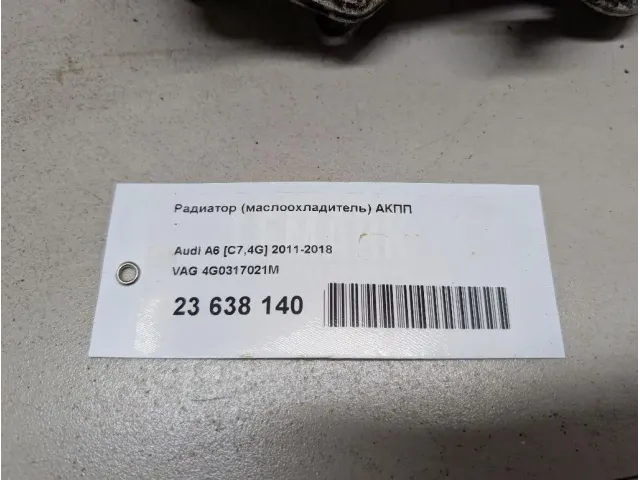 Радиатор (маслоохладитель) АКПП
Audi A6 [C7,4G] 2011-2018
VAG 4G0317021M
23 638 140